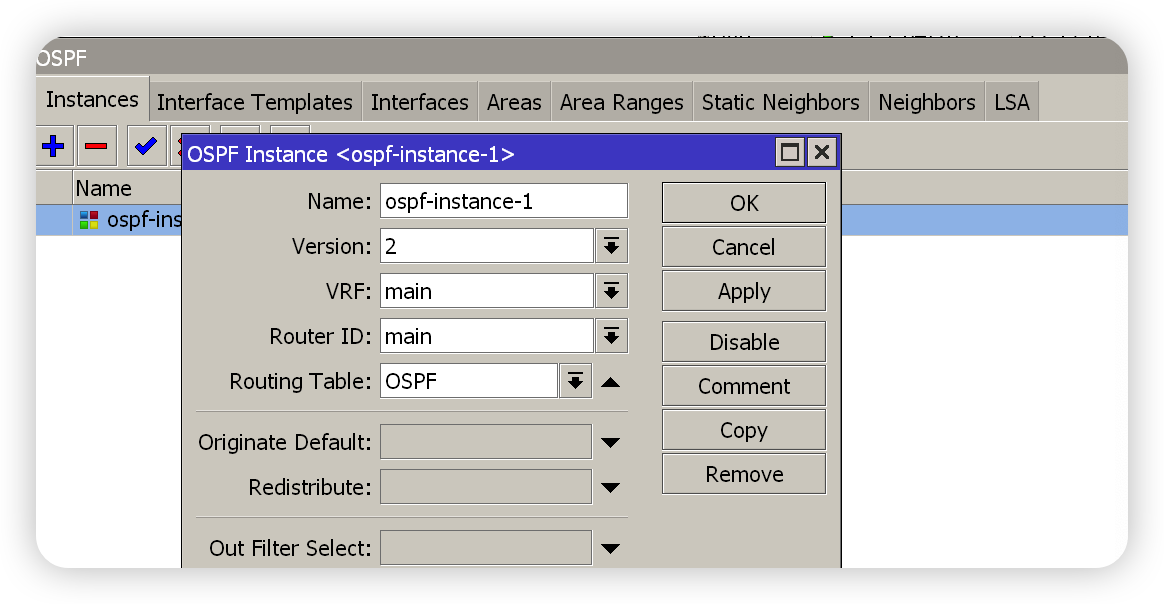 OSPF
Instances Interface Templates Interfaces Areas Area Ranges Static Neighbors Neighbors LSA
OSPF Instance <ospf-instance-1>
Name
ospf-ins
Name: ospf-instance-1
Version: 2
VRF: main
Router ID: main
Routing Table: OSPF
Originate Default:
Redistribute:
Out Filter Select:
OK
Cancel
Apply
Disable
Comment
Copy
Remove